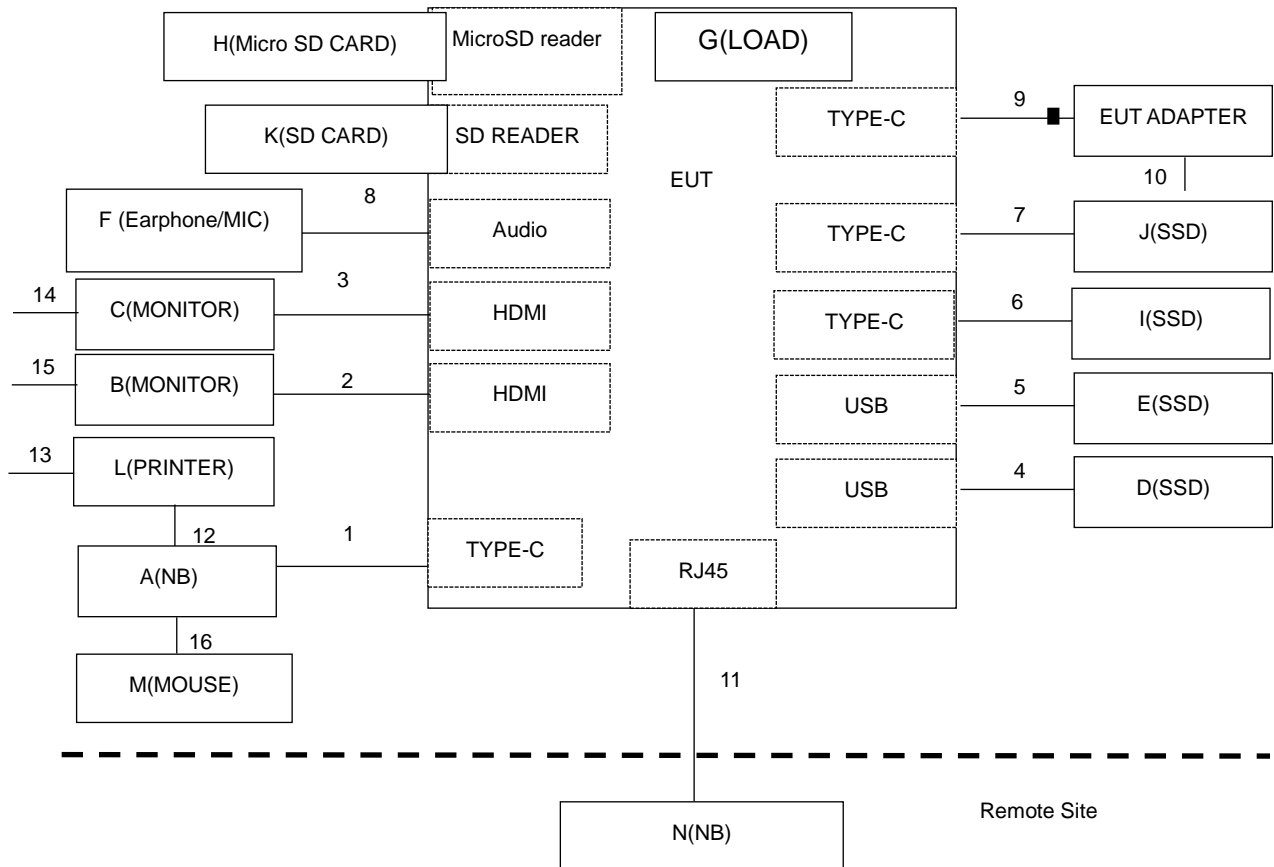 H(Micro SD CARD)
MicroSD reader
G(LOAD)
9
TYPE-C
EUT ADAPTER
K(SD CARD)
SD READER
EUT
10
8
F (Earphone/MIC)
Audio
7
TYPE-C
J(SSD)
14
C(MONITOR)
3
HDMI
6
TYPE-C
I(SSD)
15
B(MONITOR)
2
HDMI
5
USB
E(SSD)
13
L(PRINTER)
4
USB
D(SSD)
12
1
A(NB)
TYPE-C
RJ45
16
M(MOUSE)
11
Remote Site
N(NB)